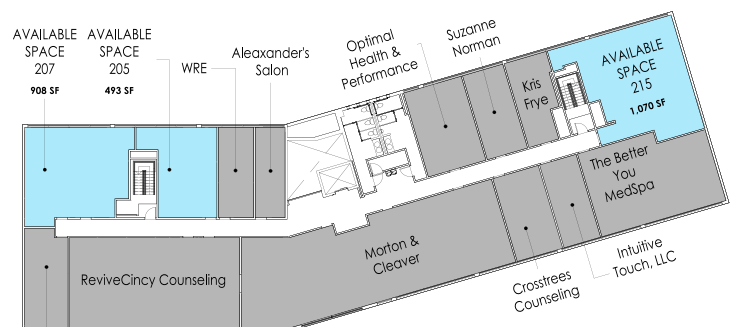 AVAILABLE
SPACE
207
908 SF
AVAILABLE
SPACE
205
493 SF
WRE
Aleaxander's
Salon
Optimal
Health &
Performance
Suzanne
Norman
Kris
Frye
AVAILABLE
SPACE
215
1,070 SF
The Better
You
MedSpa
Intuitive
Touch, LLC
Crosstrees
Counseling
Morton &
Cleaver
ReviveCincy Counseling